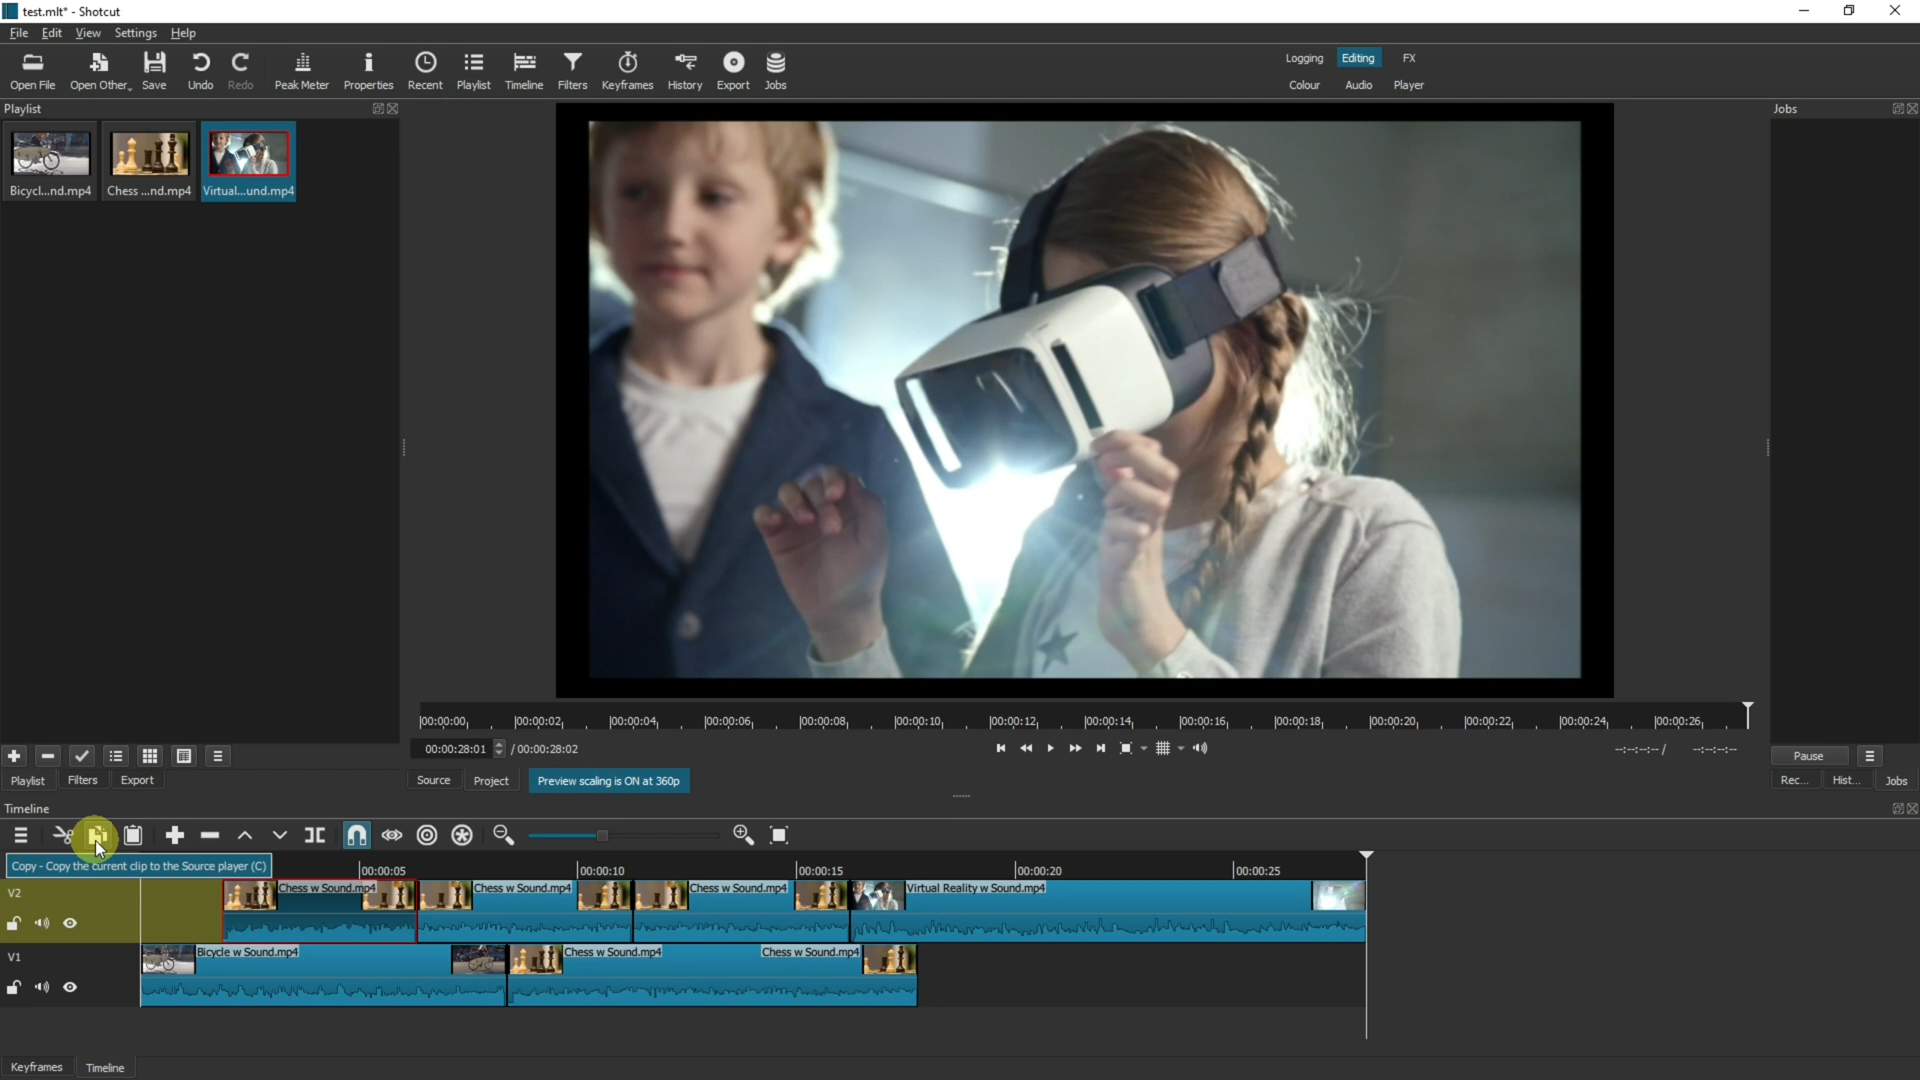 test.mlt* - Shotcut
File Edit View Settings Help
Open File Open Other Save Undo Redo Peak Meter Properties Recent Playlist Timeline Filters Keyframes History Export Jobs
Logging Editing FX
Colour Audio Player
Playlist
Jobs
Bicycl...nd.mp4 Chess ...nd.mp4 Virtual...und.mp4
00:00:00 00:00:02 00:00:04 00:00:06 00:00:08 00:00:10 00:00:12 00:00:14 00:00:16 00:00:18 00:00:20 00:00:22 00:00:24 00:00:26
00:00:28:01 / 00:00:28:02
--:--:--:-- / --:--:--:--
Pause
Playlist Filters Export
Source Project Preview scaling is ON at 360p
Rec... Hist... Jobs
Timeline
Copy - Copy the current clip to the Source player (C)
00:00:05 00:00:10 00:00:15 00:00:20 00:00:25
V2
Chess w Sound.mp4 Chess w Sound.mp4 Chess w Sound.mp4 Virtual Reality w Sound.mp4
V1
Bicycle w Sound.mp4 Chess w Sound.mp4 Chess w Sound.mp4
Keyframes Timeline